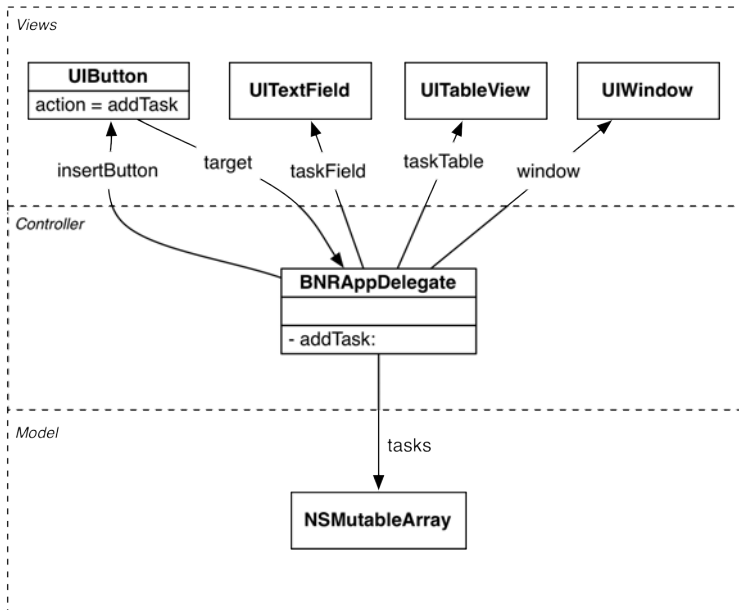 Views
UIButton
action = addTask
UITextField
UITableView
UIWindow
insertButton
target
taskField
taskTable
window
Controller
BNRAppDelegate
- addTask:
Model
tasks
NSMutableArray